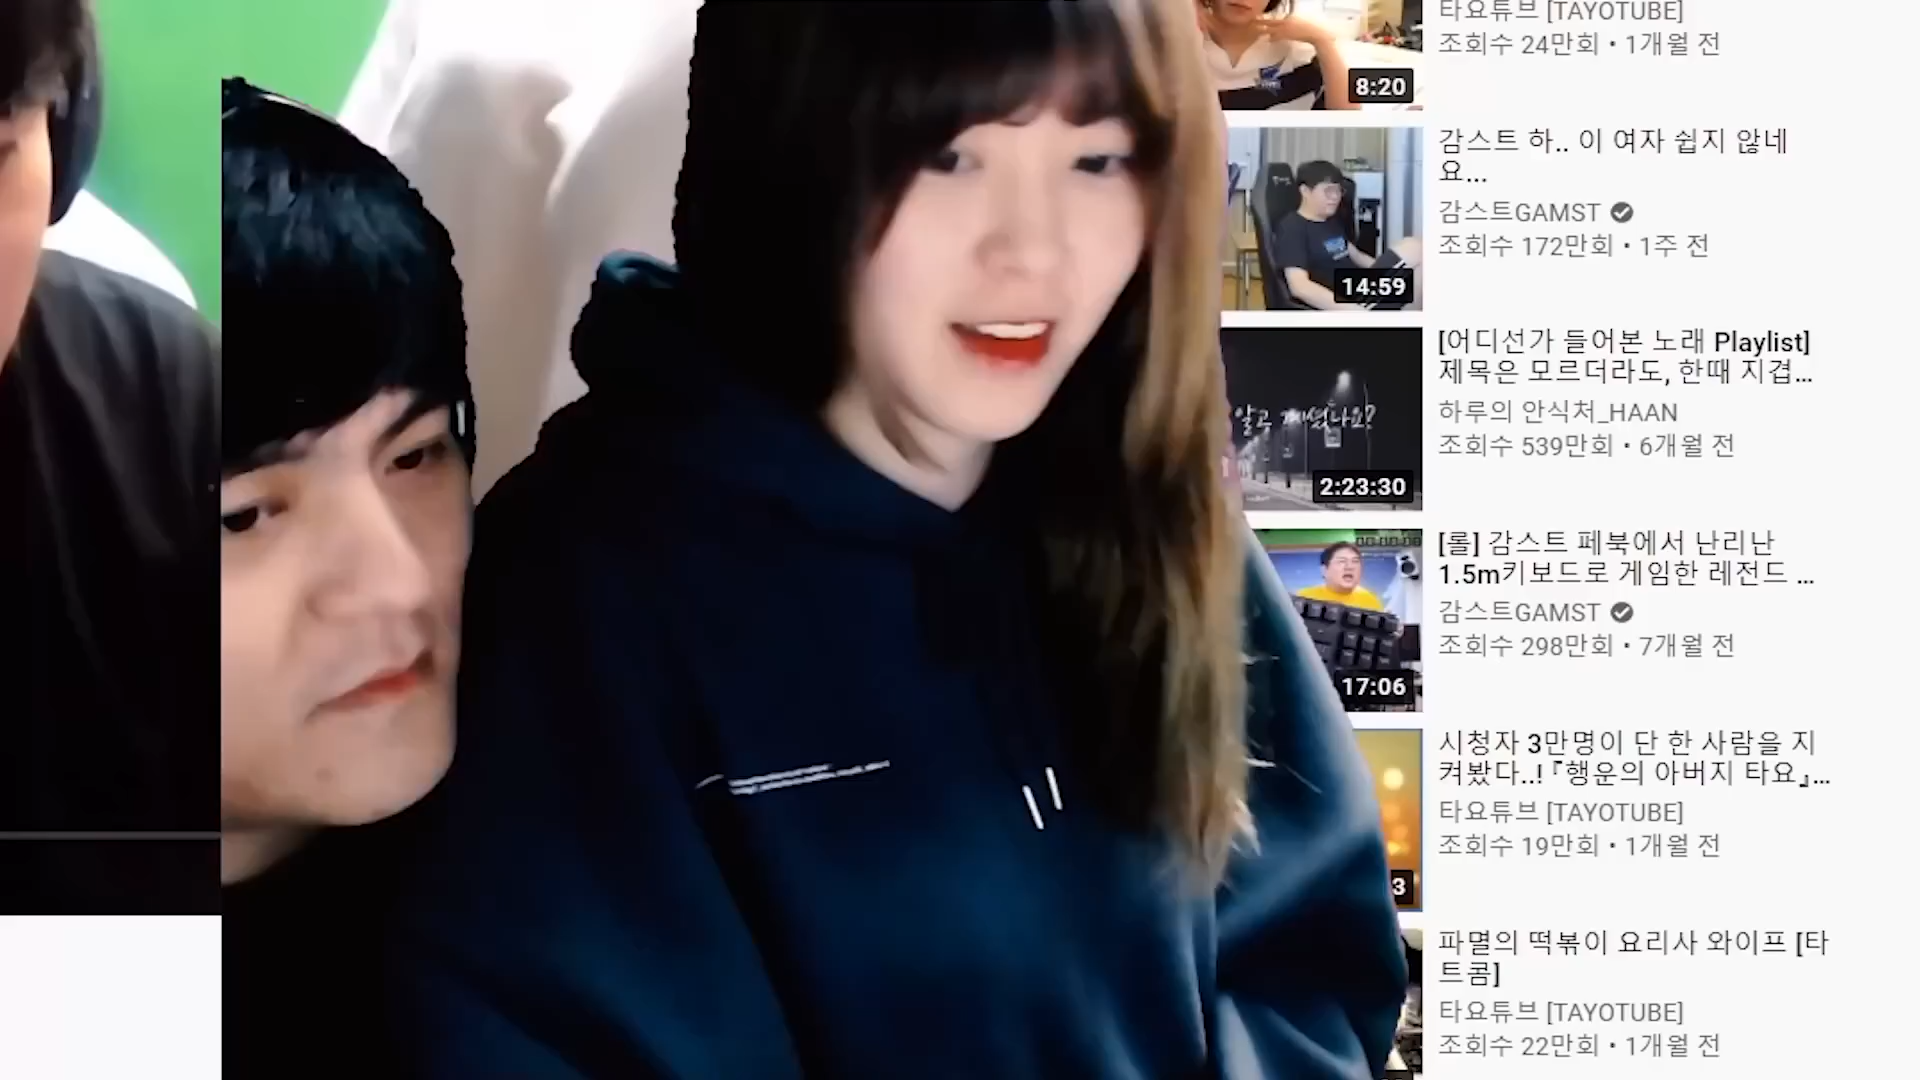 타요튜브 [TAYOTUBE]
조회수 24만회 • 1개월 전
8:20
감스트 하.. 이 여자 쉽지 않네
요...
감스트GAMST
조회수 172만회 • 1주 전
14:59
[어디선가 들어본 노래 Playlist]
제목은 모르더라도, 한때 지겹...
하루의 안식처_HAAN
조회수 539만회 • 6개월 전
알고 계셨나요?
2:23:30
[롤] 감스트 페북에서 난리난
1.5m키보드로 게임한 레전드 ...
감스트GAMST
조회수 298만회 • 7개월 전
17:06
시청자 3만명이 단 한 사람을 지
켜봤다..! 『행운의 아버지 타요』...
타요튜브 [TAYOTUBE]
조회수 19만회 • 1개월 전
3
파멸의 떡볶이 요리사 와이프 [타
트콤]
타요튜브 [TAYOTUBE]
조회수 22만회 • 1개월 전